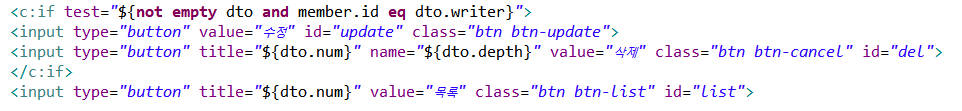 <c:if test="${not empty dto and member.id eq dto.writer}">
<input type="button" value="수정" id="update" class="btn btn-update">
<input type="button" title="${dto.num}" name="${dto.depth}" value="삭제" class="btn btn-cancel" id="del">
</c:if>
<input type="button" title="${dto.num}" value="목록" class="btn btn-list" id="list">